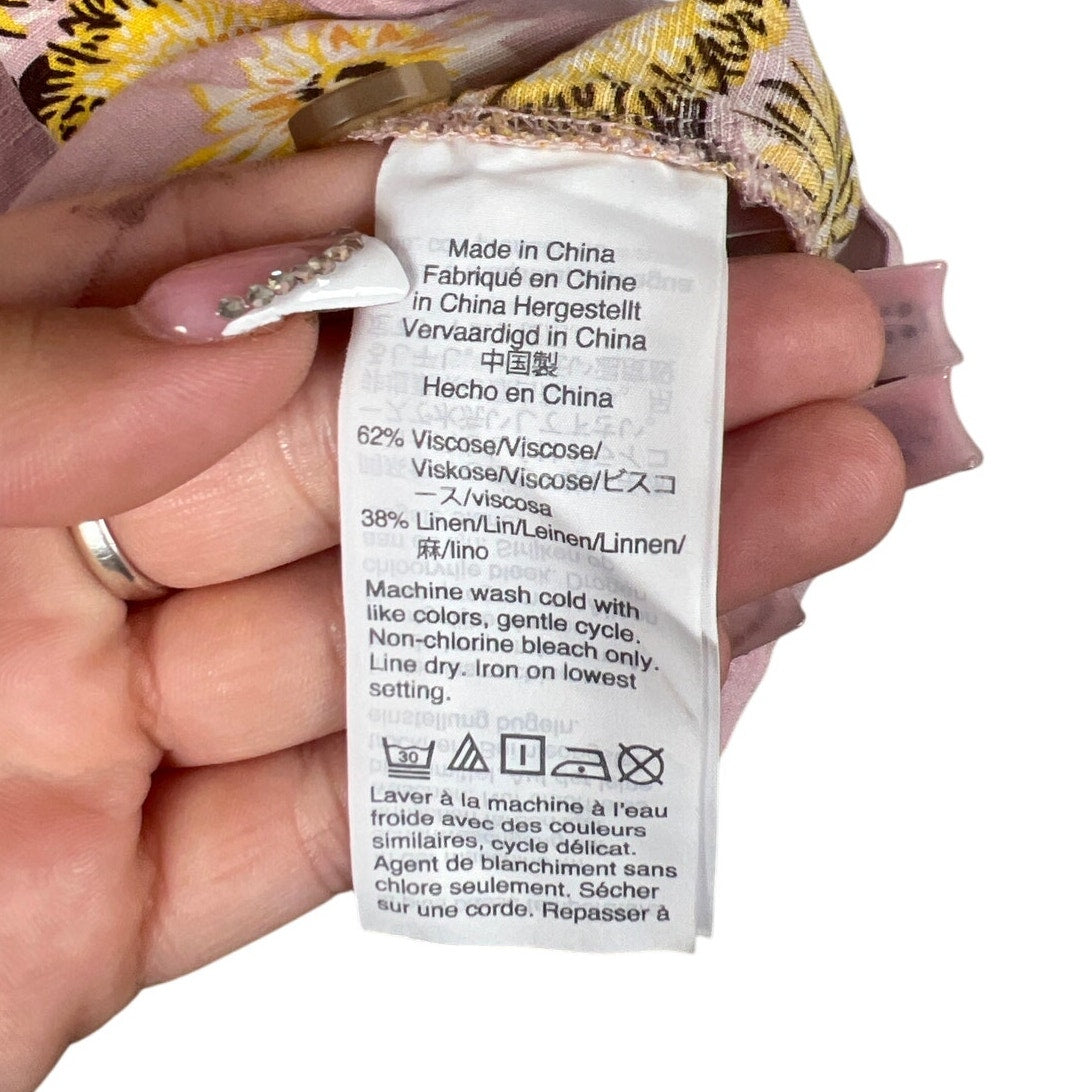 Made in China
Fabriqué en Chine
in China Hergestellt
Vervaardigd in China
中国製
Hecho en China
62% Viscose/Viscose/
Viskose/Viscose/ビスコ
ース/viscosa
38% Linen/Lin/Leinen/Linnen/
麻/lino
Machine wash cold with
like colors, gentle cycle.
Non-chlorine bleach only.
Line dry. Iron on lowest
setting.
30
Laver à la machine à l'eau
froide avec des couleurs
similaires, cycle délicat.
Agent de blanchiment sans
chlore seulement. Sécher
sur une corde. Repasser à